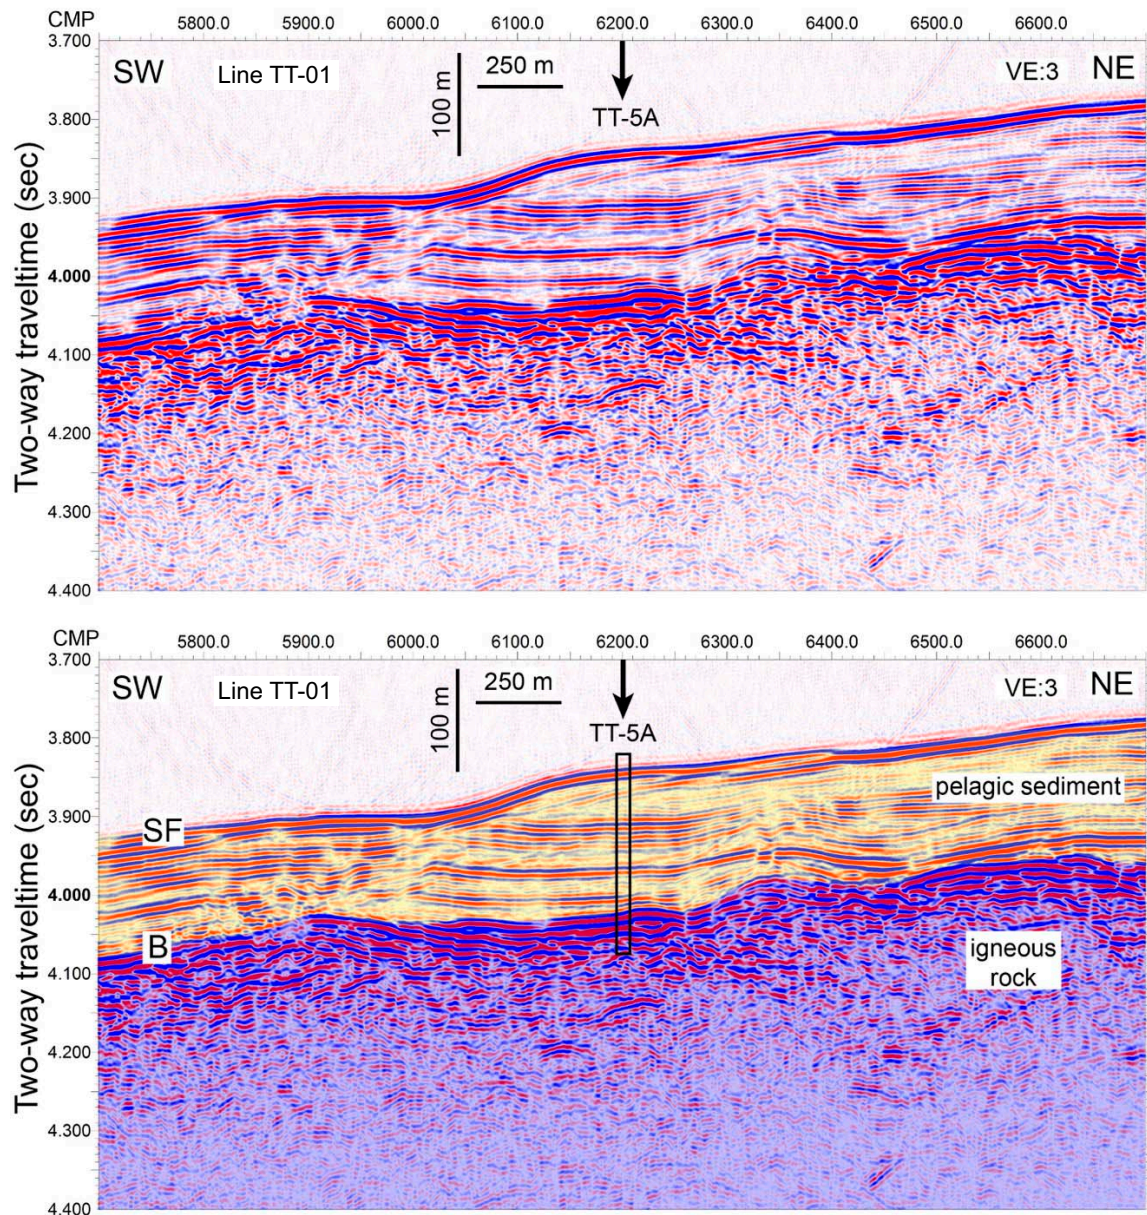 CMP 5800.0 5900.0 6000.0 6100.0 6200.0 6300.0 6400.0 6500.0 6600.0
3.700
SW Line TT-01 100 m 250 m TT-5A VE:3 NE
3.800
3.900
4.000
4.100
4.200
4.300
4.400
Two-way traveltime (sec)
CMP 5800.0 5900.0 6000.0 6100.0 6200.0 6300.0 6400.0 6500.0 6600.0
3.700
SW Line TT-01 100 m 250 m TT-5A VE:3 NE
3.800
pelagic sediment
SF
3.900
4.000
B
igneous
rock
4.100
4.200
4.300
4.400
Two-way traveltime (sec)